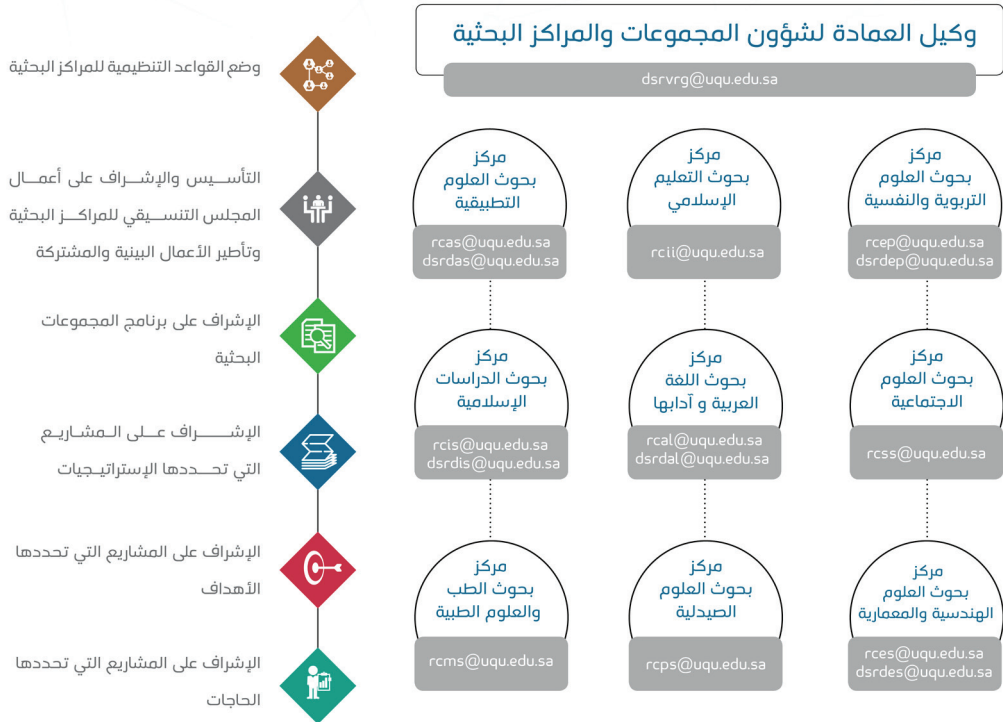 وكيل العمادة لشؤون المجموعات والمراكز البحثية
dsrvrg@uqu.edu.sa
مركز
بحوث العلوم
التربوية والنفسية
rcep@uqu.edu.sa
dsrdep@uqu.edu.sa
مركز
بحوث التعليم
الإسلامي
rcii@uqu.edu.sa
مركز
بحوث العلوم
التطبيقية
rcas@uqu.edu.sa
dsrdas@uqu.edu.sa
مركز
بحوث العلوم
الاجتماعية
rcss@uqu.edu.sa
مركز
بحوث اللغة
العربية و آدابها
rcal@uqu.edu.sa
dsrdal@uqu.edu.sa
مركز
بحوث الدراسات
الإسلامية
rcis@uqu.edu.sa
dsrdis@uqu.edu.sa
مركز
بحوث العلوم
الهندسية والمعمارية
rces@uqu.edu.sa
dsrdes@uqu.edu.sa
مركز
بحوث العلوم
الصيدلية
rcps@uqu.edu.sa
مركز
بحوث الطب
والعلوم الطبية
rcms@uqu.edu.sa
وضع القواعد التنظيمية للمراكز البحثية
التأسيس والإشراف على أعمال
المجلس التنسيقي للمراكز البحثية
وتأطير الأعمال البينية والمشتركة
الإشراف على برنامج المجموعات
البحثية
الإشراف على المشاريع
التي تحددها الإستراتيجيات
الإشراف على المشاريع التي تحددها
الأهداف
الإشراف على المشاريع التي تحددها
الحاجات